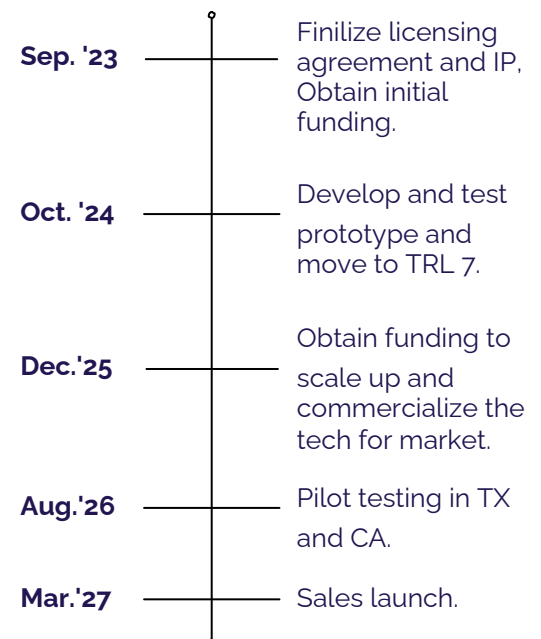 Sep. '23
Finilize licensing
agreement and IP,
Obtain initial
funding.
Oct. '24
Develop and test
prototype and
move to TRL 7.
Dec.'25
Obtain funding to
scale up and
commercialize the
tech for market.
Aug.'26
Pilot testing in TX
and CA.
Mar.'27
Sales launch.